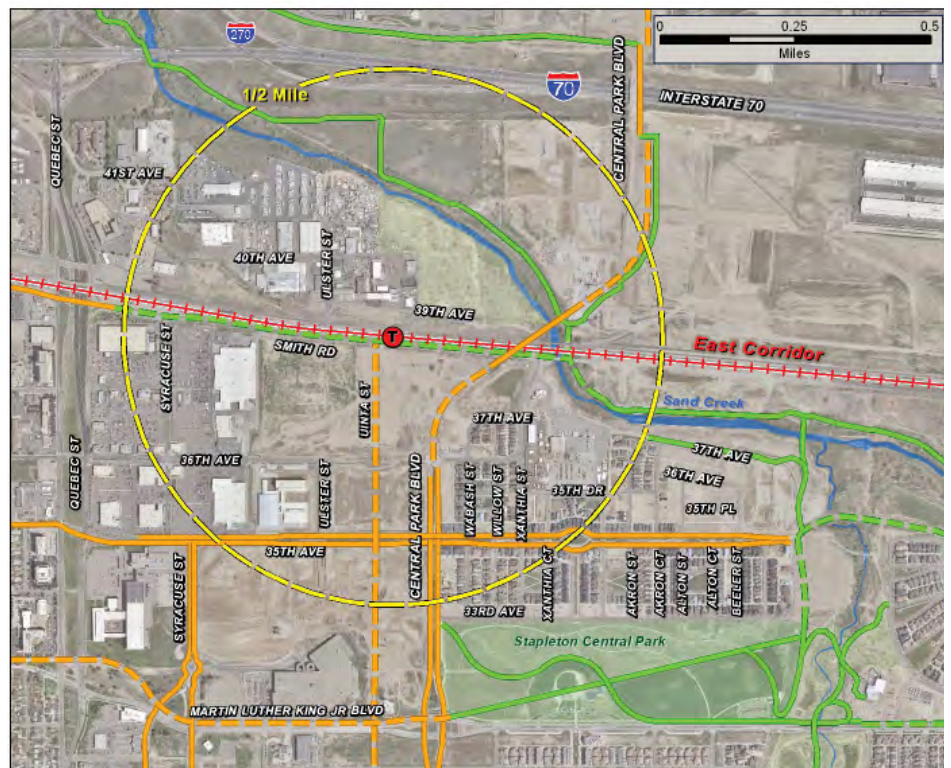 270
0 0.25 0.5
Miles
1/2 Mile
70
INTERSTATE 70
CENTRAL PARK BLVD
QUEBEC ST
41ST AVE
40TH AVE
ULSTER ST
39TH AVE
T
East Corridor
SMITH RD
SYRACUSE ST
UINTA ST
Sand Creek
37TH AVE
37TH AVE
36TH AVE
36TH AVE
QUEBEC ST
ULSTER ST
CENTRAL PARK BLVD
WABASH ST
WILLOW ST
XANTHIA ST
35TH DR
35TH PL
35TH AVE
SYRACUSE ST
XANTHIA CT
AKRON ST
AKRON CT
ALTON ST
ALTON CT
BEELER ST
33RD AVE
Stapleton Central Park
MARTIN LUTHER KING JR BLVD